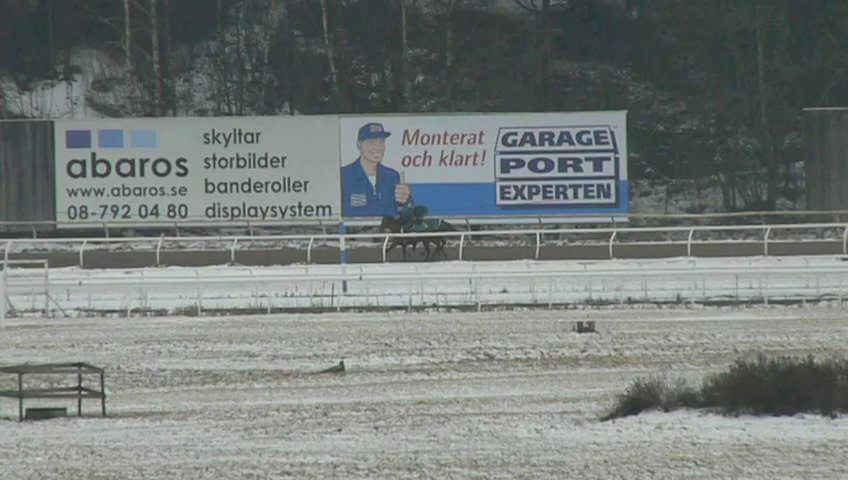 abaros
www.abaros.se
08-792 04 80
skyltar
storbilder
banderoller
displaysystem
Monterat
och klart!
GARAGE
PORT
EXPERTEN